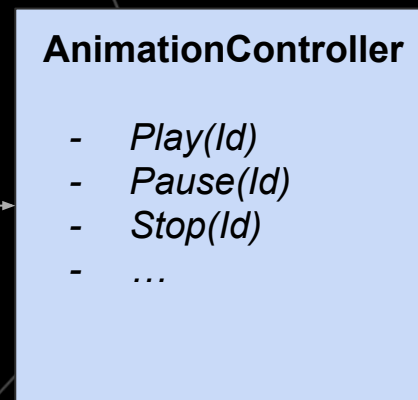 AnimationController
- Play(Id)
- Pause(Id)
- Stop(Id)
- …